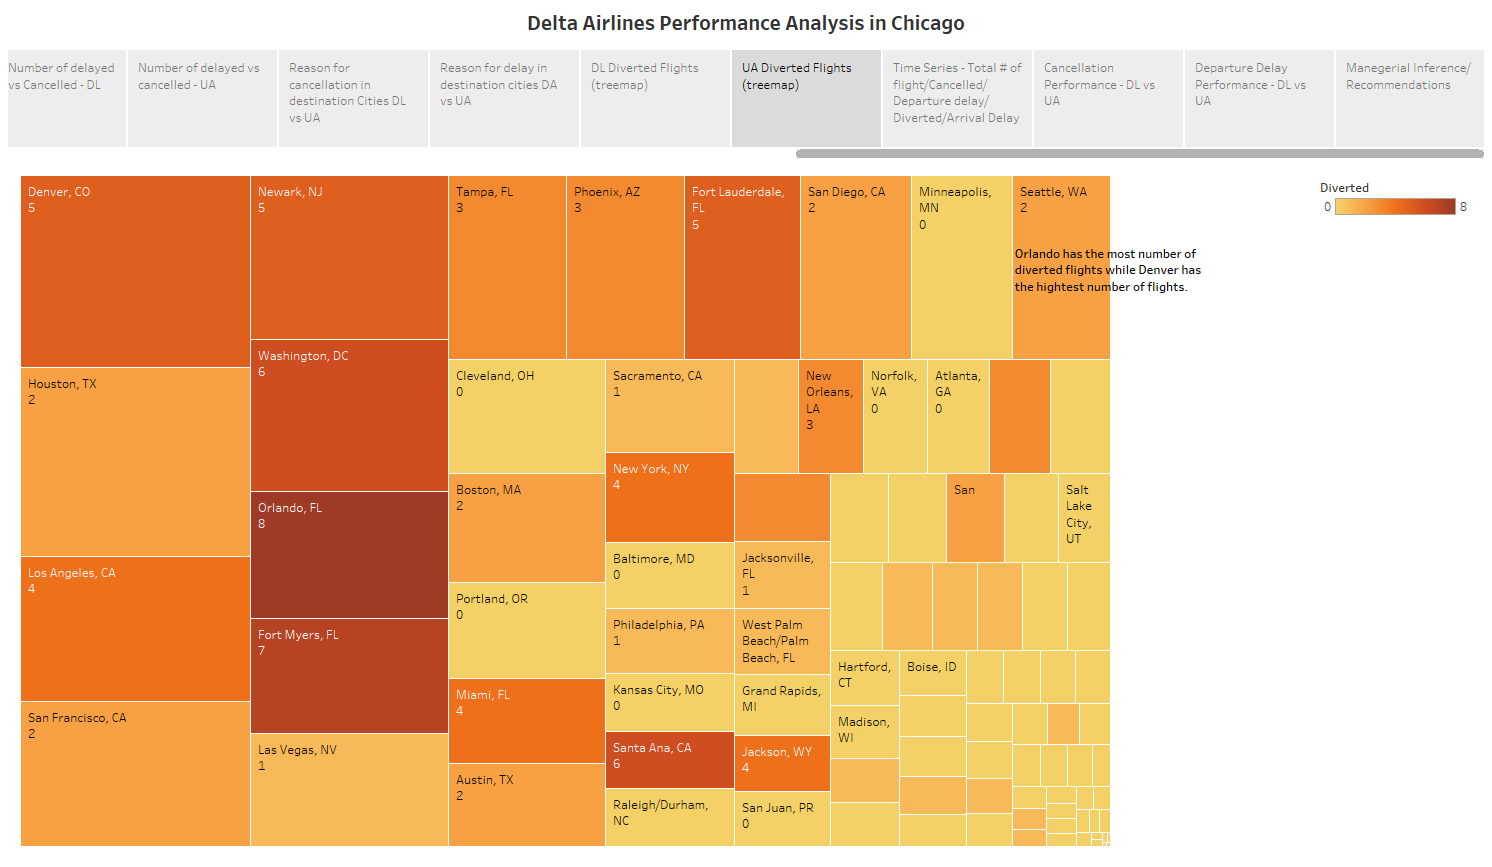 Delta Airlines Performance Analysis in Chicago
Number of delayed
vs Cancelled - DL
Number of delayed vs
cancelled - UA
Reason for
cancellation in
destination Cities DL
vs UA
Reason for delay in
destination cities DA
vs UA
DL Diverted Flights
(treemap)
UA Diverted Flights
(treemap)
Time Series - Total # of
flight/Cancelled/
Departure delay/
Diverted/Arrival Delay
Cancellation
Performance - DL vs
UA
Departure Delay
Performance - DL vs
UA
Manegerial Inference/
Recommendations
Denver, CO
5
Houston, TX
2
Los Angeles, CA
4
San Francisco, CA
2
Newark, NJ
5
Washington, DC
6
Orlando, FL
8
Fort Myers, FL
7
Las Vegas, NV
1
Tampa, FL
3
Phoenix, AZ
3
Fort Lauderdale,
FL
5
San Diego, CA
2
Minneapolis,
MN
0
Seattle, WA
2
Orlando has the most number of
diverted flights while Denver has
the hightest number of flights.
Cleveland, OH
0
Boston, MA
2
Portland, OR
0
Miami, FL
4
Austin, TX
2
Sacramento, CA
1
New York, NY
4
Baltimore, MD
0
Philadelphia, PA
1
Kansas City, MO
0
Santa Ana, CA
6
Raleigh/Durham,
NC
New
Orleans,
LA
3
Norfolk,
VA
0
Atlanta,
GA
0
San
Salt
Lake
City,
UT
Jacksonville,
FL
1
West Palm
Beach/Palm
Beach, FL
Grand Rapids,
MI
Jackson, WY
4
San Juan, PR
0
Hartford,
CT
Madison,
WI
Boise, ID
Diverted
0
8